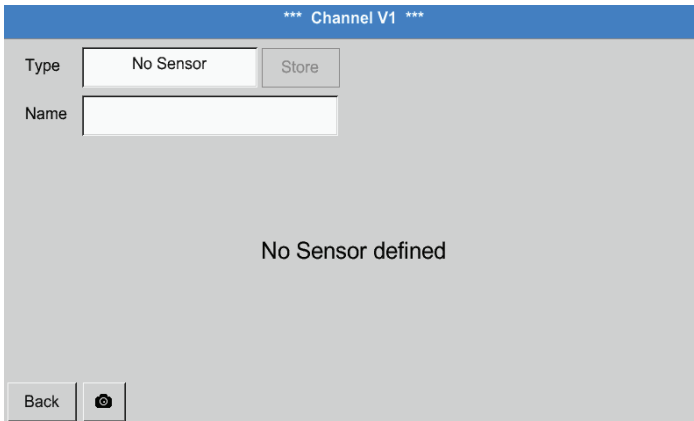 *** Channel V1 ***
Type No Sensor Store
Name
No Sensor defined
Back